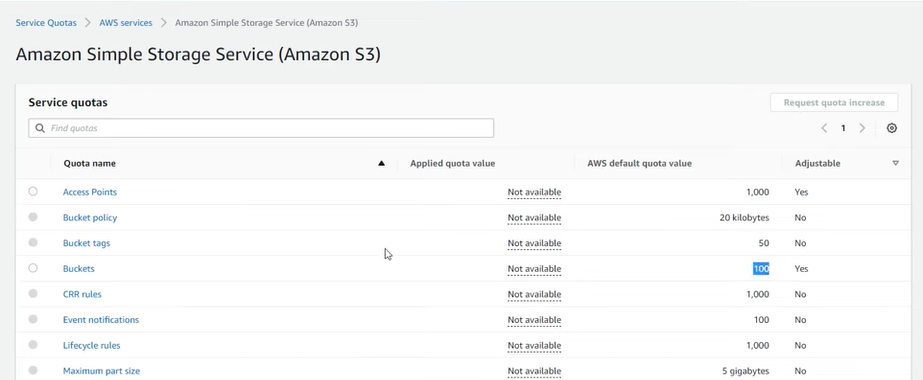 Service Quotas > AWS services > Amazon Simple Storage Service (Amazon S3)
Amazon Simple Storage Service (Amazon S3)
Service quotas
Request quota increase
Find quotas
< 1 >
Quota name Applied quota value AWS default quota value Adjustable
Access Points Not available 1,000 Yes
Bucket policy Not available 20 kilobytes No
Bucket tags Not available 50 No
Buckets Not available 100 Yes
CRR rules Not available 1,000 No
Event notifications Not available 100 No
Lifecycle rules Not available 1,000 No
Maximum part size Not available 5 gigabytes No